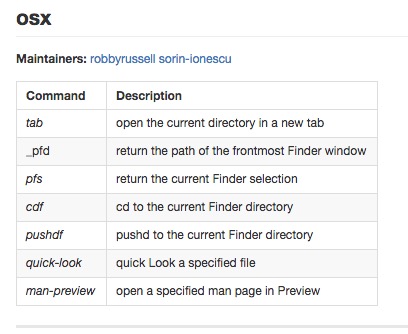 osx
Maintainers: robbyrussell sorin-ionescu
Command Description
tab open the current directory in a new tab
_pfd return the path of the frontmost Finder window
pfs return the current Finder selection
cdf cd to the current Finder directory
pushdf pushd to the current Finder directory
quick-look quick Look a specified file
man-preview open a specified man page in Preview